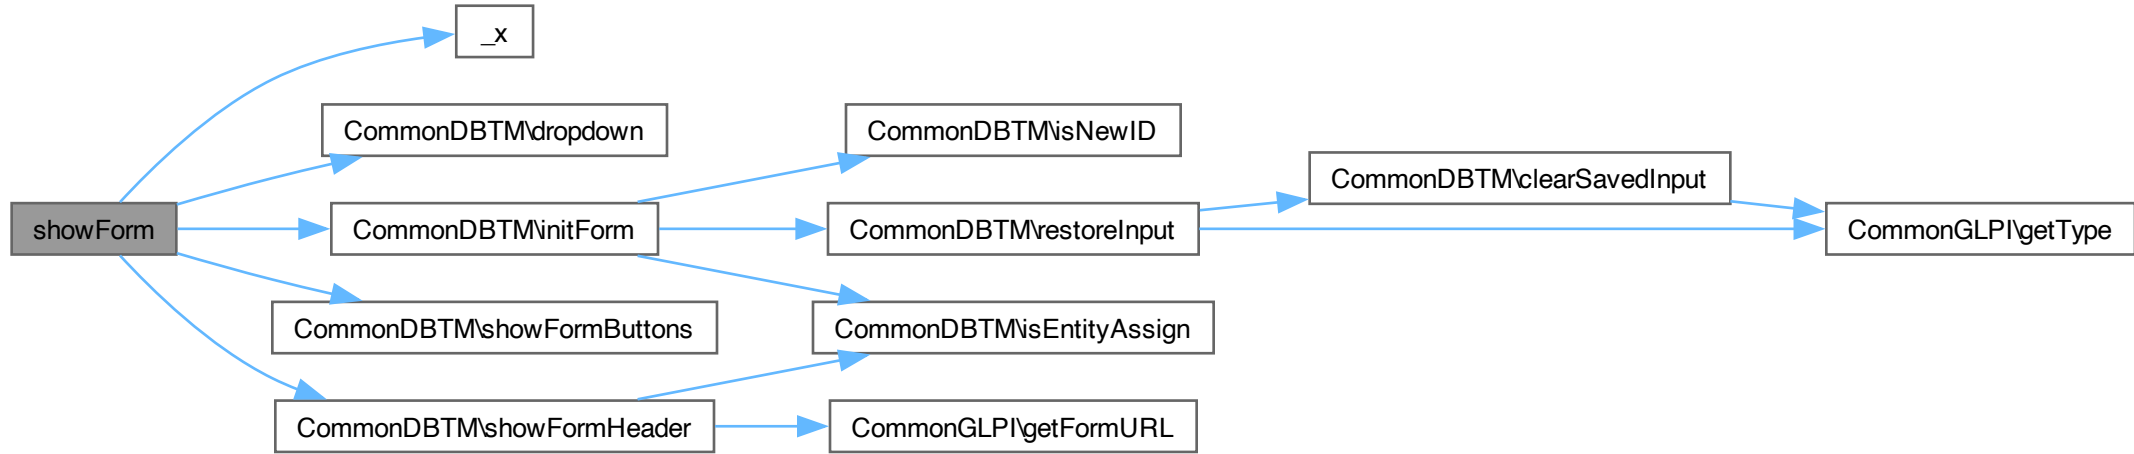 _x
CommonDBTM\dropdown
CommonDBTM\isNewID
CommonDBTM\clearSavedInput
showForm
CommonDBTM\initForm
CommonDBTM\restoreInput
CommonGLPI\getType
CommonDBTM\showFormButtons
CommonDBTM\isEntityAssign
CommonDBTM\showFormHeader
CommonGLPI\getFormURL